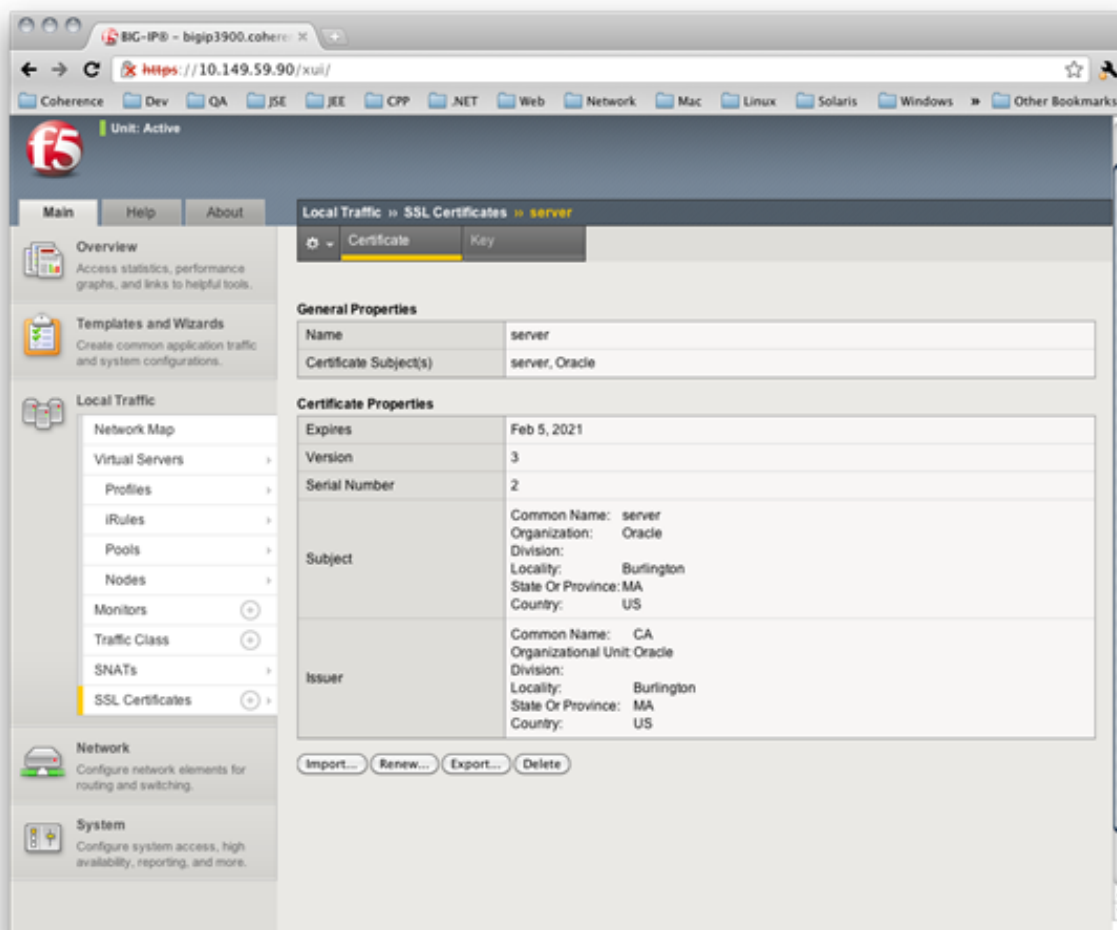 BIG-IP® – bigip3900.cohere
https://10.149.59.90/xui/
Coherence Dev QA JSE JEE CPP .NET Web Network Mac Linux Solaris Windows » Other Bookmarks
f5
Unit: Active
Main Help About
Local Traffic » SSL Certificates » server
Certificate Key
Overview
Access statistics, performance
graphs, and links to helpful tools.
Templates and Wizards
Create common application traffic
and system configurations.
Local Traffic
Network Map
Virtual Servers
Profiles
iRules
Pools
Nodes
Monitors
Traffic Class
SNATs
SSL Certificates
Network
Configure network elements for
routing and switching.
System
Configure system access, high
availability, reporting, and more.
General Properties
Name server
Certificate Subject(s) server, Oracle
Certificate Properties
Expires Feb 5, 2021
Version 3
Serial Number 2
Subject
Common Name: server
Organization: Oracle
Division:
Locality: Burlington
State Or Province: MA
Country: US
Issuer
Common Name: CA
Organizational Unit: Oracle
Division:
Locality: Burlington
State Or Province: MA
Country: US
Import... Renew... Export... Delete